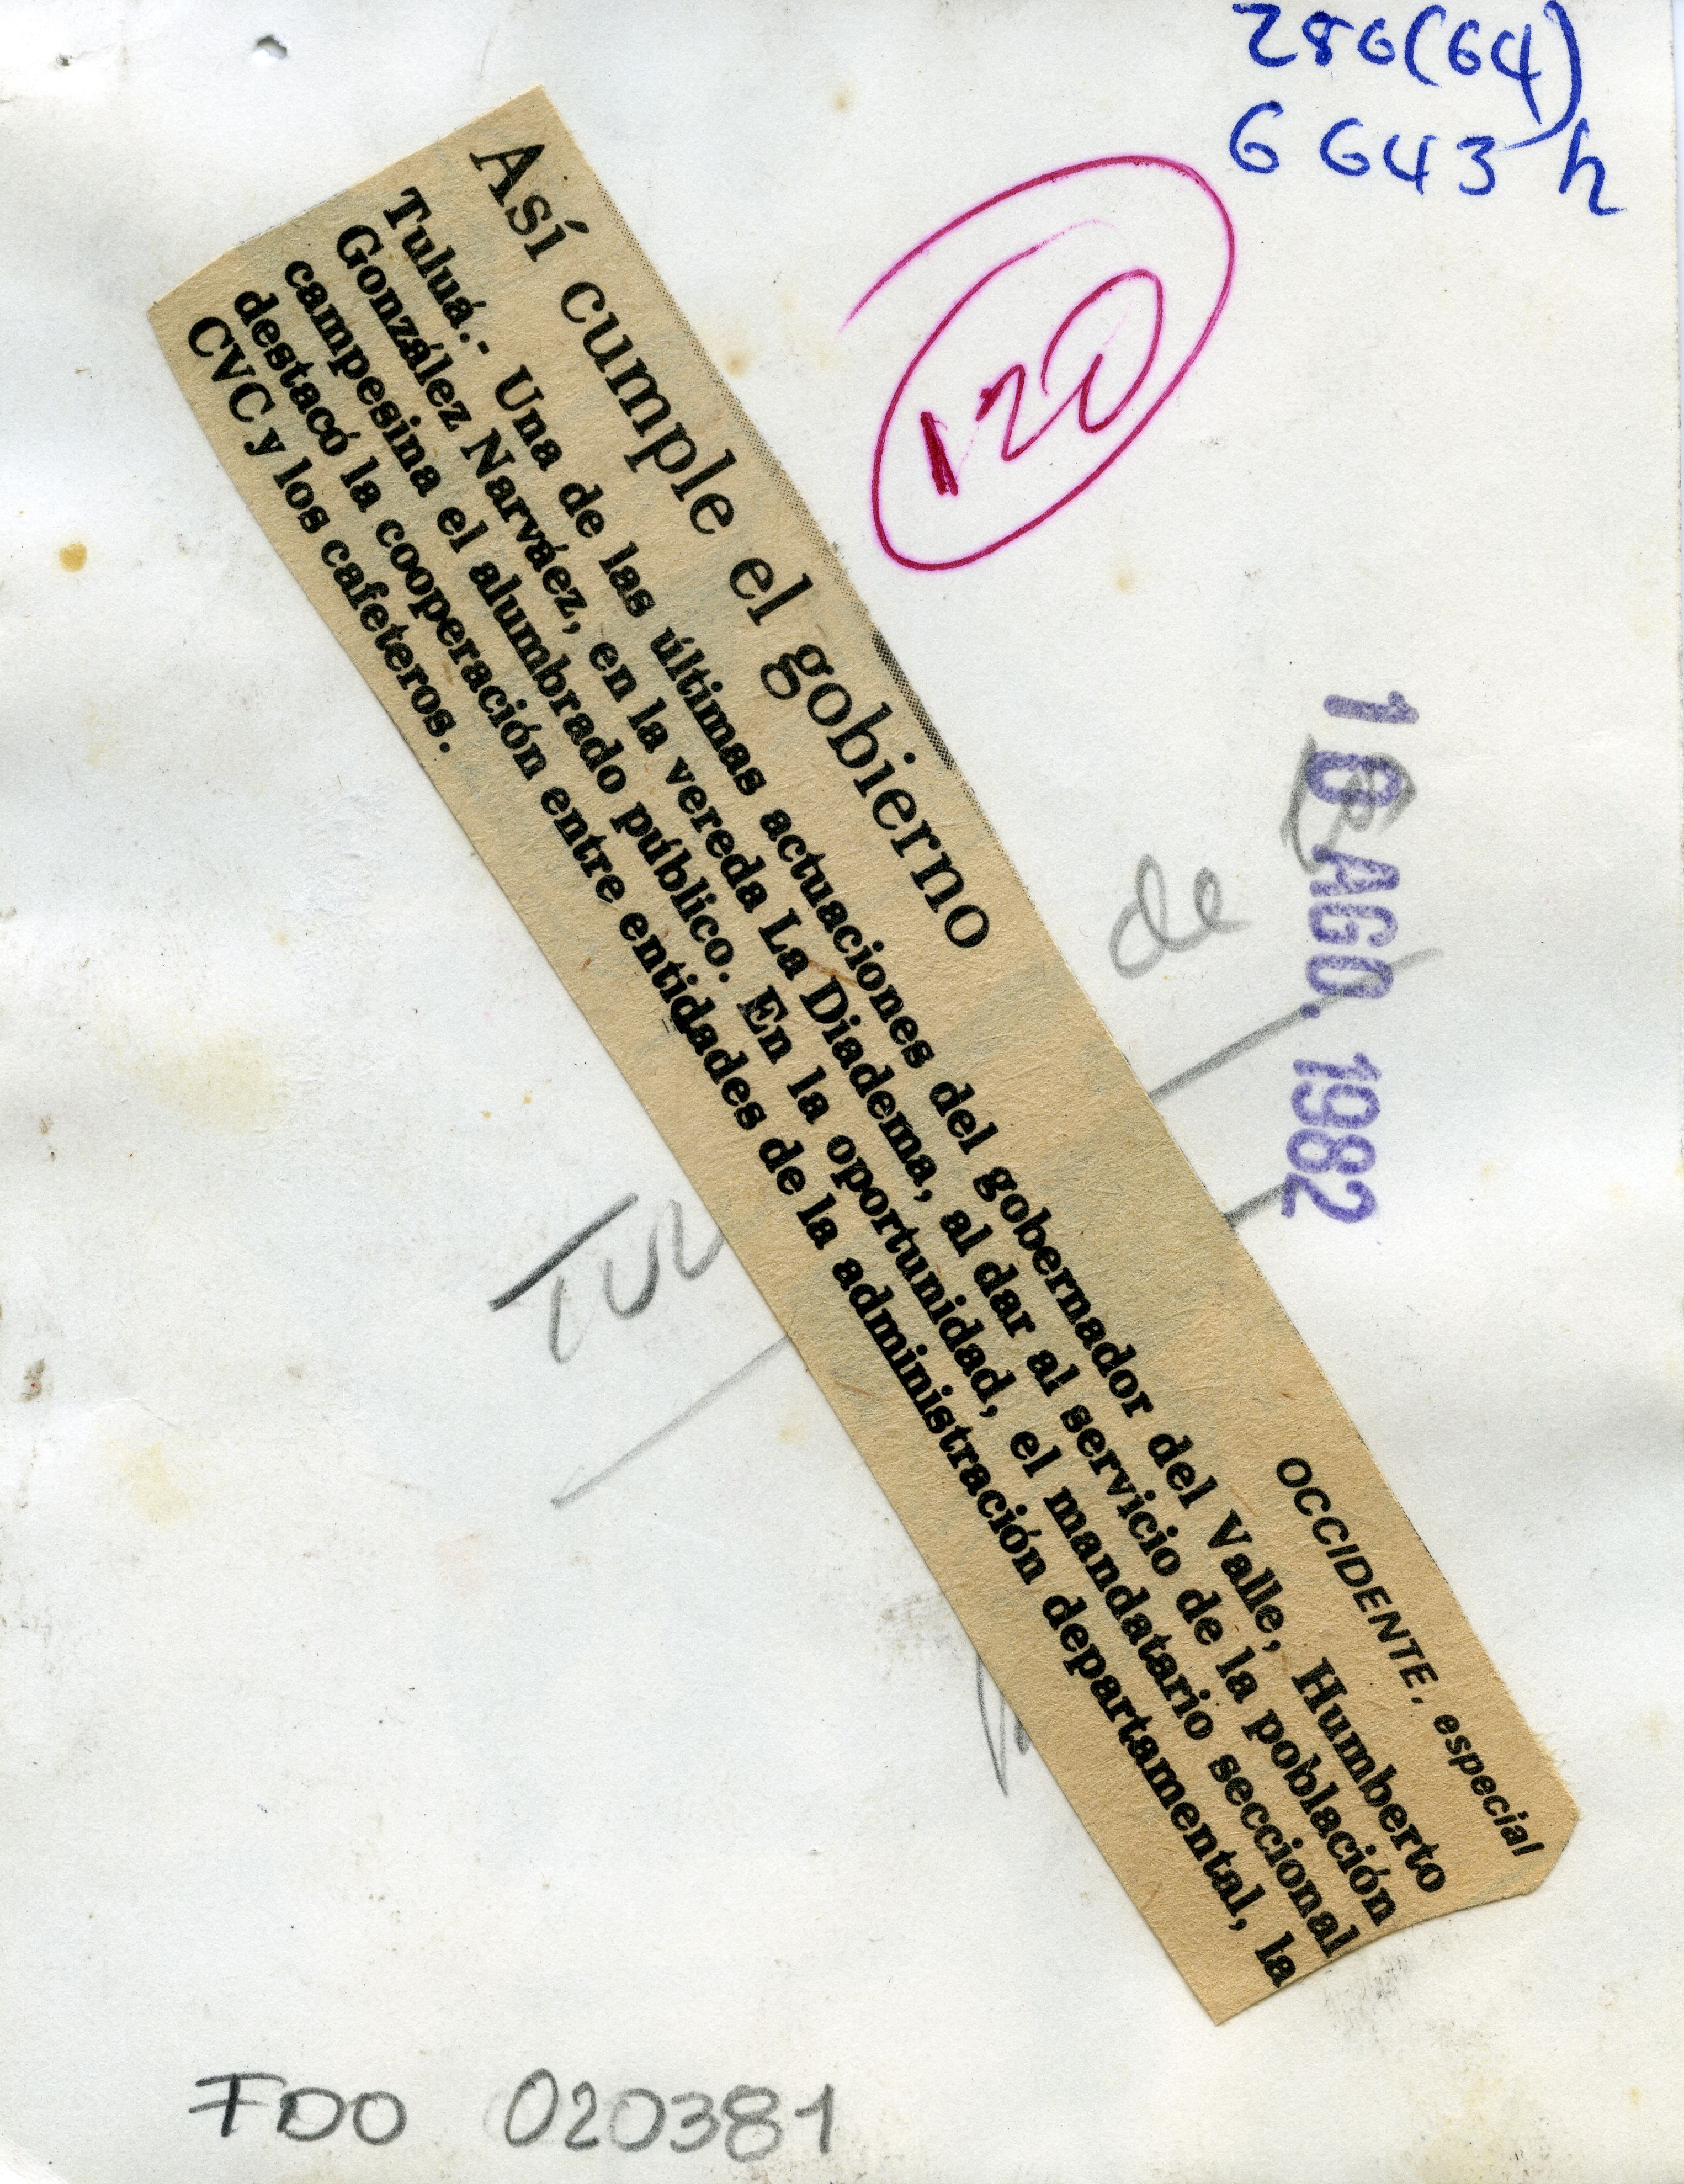 286(64)
6643 h
120
Así cumple el gobierno
OCCIDENTE, especial
Tuluá.- Una de las últimas actuaciones del gobernador del Valle, Humberto
González Narváez, en la vereda La Diadema, al dar al servicio de la población
campesina el alumbrado público. En la oportunidad, el mandatario seccional
destacó la cooperación entre entidades de la administración departamental, la
CVC y los cafeteros.
AGO. 1982
de
FDO 020381